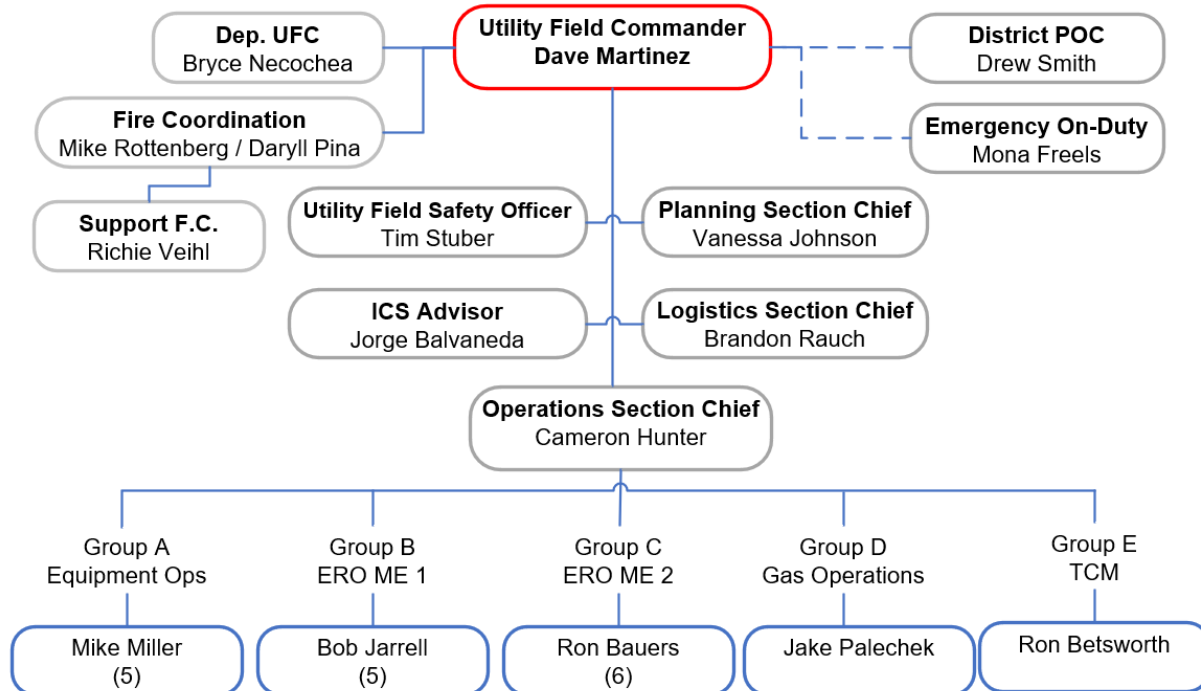 Utility Field Commander
Dave Martinez
Dep. UFC
Bryce Necochea
District POC
Drew Smith
Fire Coordination
Mike Rottenberg / Daryll Pina
Emergency On-Duty
Mona Freels
Support F.C.
Richie Veihl
Utility Field Safety Officer
Tim Stuber
Planning Section Chief
Vanessa Johnson
ICS Advisor
Jorge Balvaneda
Logistics Section Chief
Brandon Rauch
Operations Section Chief
Cameron Hunter
Group A
Equipment Ops
Mike Miller
(5)
Group B
ERO ME 1
Bob Jarrell
(5)
Group C
ERO ME 2
Ron Bauers
(6)
Group D
Gas Operations
Jake Palechek
Group E
TCM
Ron Betsworth